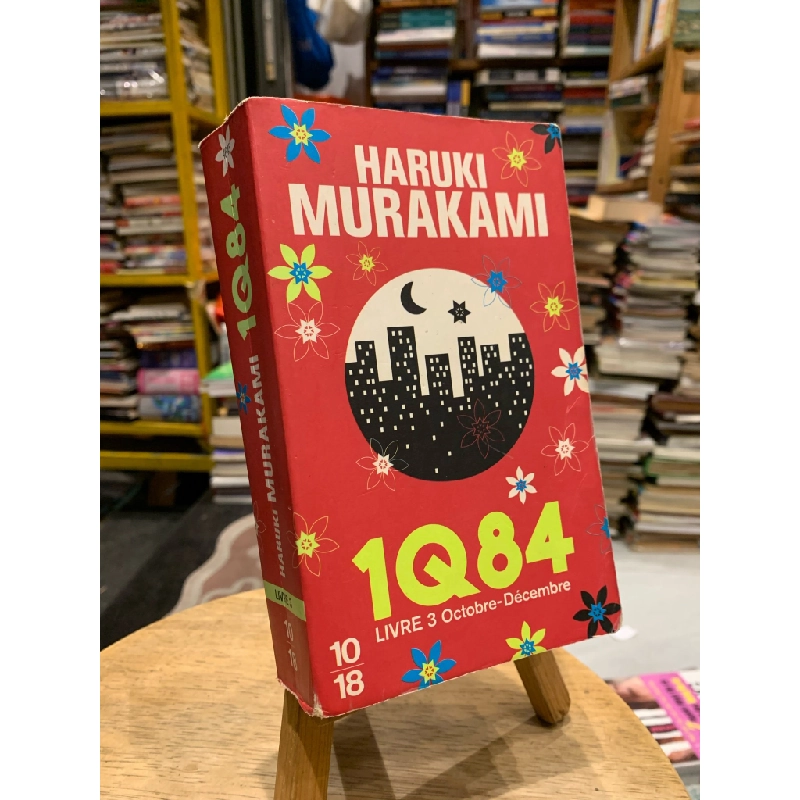 HARUKI
MURAKAMI
1Q84
LIVRE 3 Octobre-Décembre
10
18
HARUKI MURAKAMI 1Q84
10
18